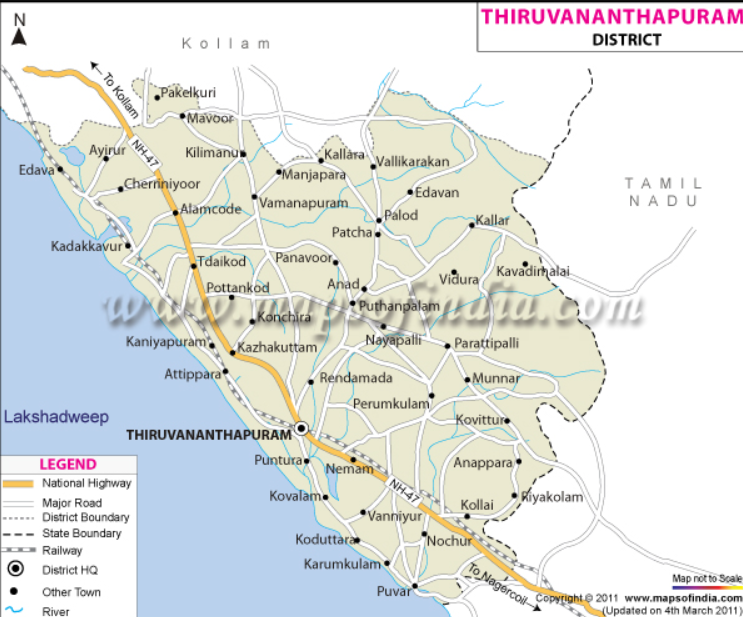 THIRUVANANTHAPURAM
DISTRICT
N
Kollam
To Kollam
Pakelkuri
Mavoor
NH-47
Ayirur
Kilimanur
Kallara
Vallikarakan
Edava
Cherriniyoor
Manjapara
Edavan
TAMIL
NADU
Alamcode
Vamanapuram
Palod
Kallar
Patcha
Kadakkavur
Tdaikod
Panavoor
Kavadimalai
Vidura
Pottankod
Anad
Puthanpalam
www.mapsofindia.com
Konchira
Nayapalli
Kaniyapuram
Kazhakuttam
Parattipalli
Attippara
Rendamada
Munnar
Perumkulam
Lakshadweep
Kovittur
THIRUVANANTHAPURAM
Puntura
Nemam
Anappara
NH-47
Kovalam
Riyakolam
Vanniyur
Kollai
Koduttara
Nochur
Karumkulam
To Nagercoil
Puvar
LEGEND
National Highway
Major Road
District Boundary
State Boundary
Railway
District HQ
Other Town
River
Map not to Scale
Copyright © 2011 www.mapsofindia.com
(Updated on 4th March 2011)